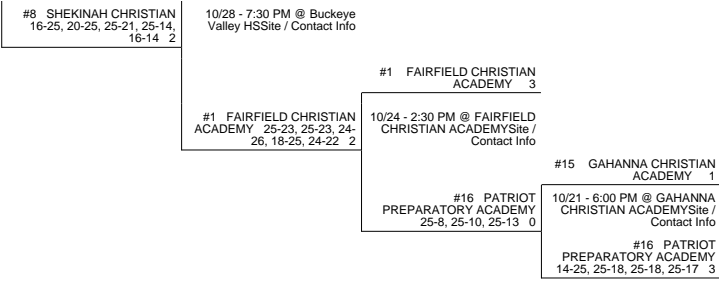 #8 SHEKINAH CHRISTIAN
16-25, 20-25, 25-21, 25-14,
16-14 2
10/28 - 7:30 PM @ Buckeye
Valley HSSite / Contact Info
#1 FAIRFIELD CHRISTIAN
ACADEMY 3
#1 FAIRFIELD CHRISTIAN
ACADEMY 25-23, 25-23, 24-
26, 18-25, 24-22 2
10/24 - 2:30 PM @ FAIRFIELD
CHRISTIAN ACADEMYSite /
Contact Info
#15 GAHANNA CHRISTIAN
ACADEMY 1
#16 PATRIOT
PREPARATORY ACADEMY
25-8, 25-10, 25-13 0
10/21 - 6:00 PM @ GAHANNA
CHRISTIAN ACADEMYSite /
Contact Info
#16 PATRIOT
PREPARATORY ACADEMY
14-25, 25-18, 25-18, 25-17 3